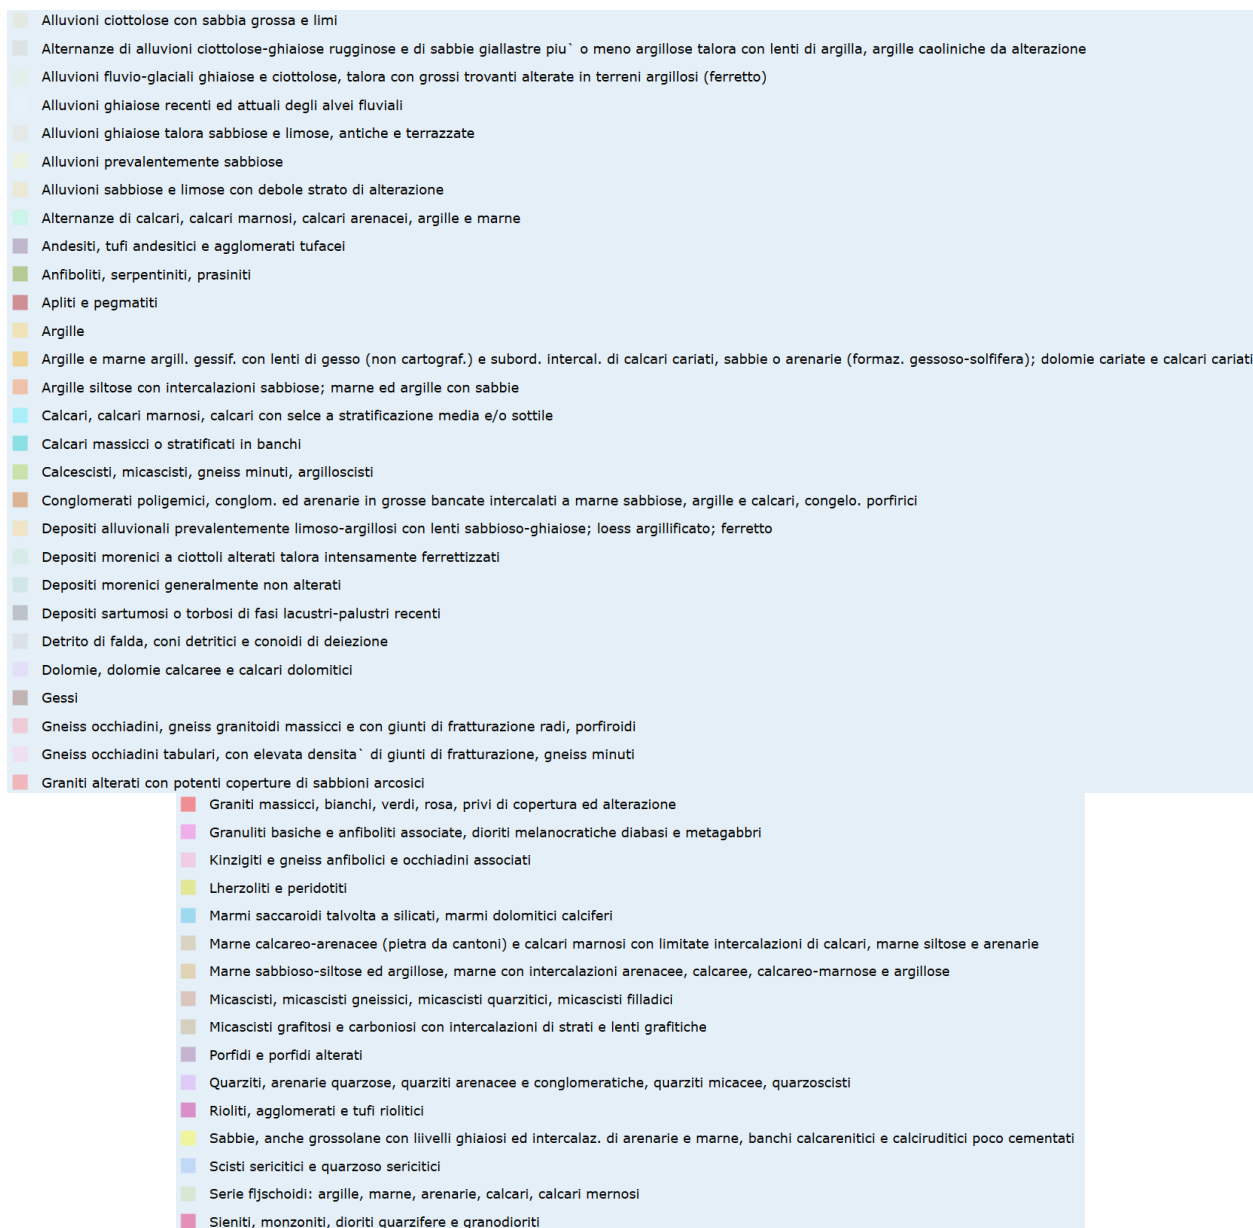 Alluvioni ciottolose con sabbia grossa e limi
Alternanze di alluvioni ciottolose-ghiaiose rugginose e di sabbie giallastre piu` o meno argillose talora con lenti di argilla, argille caoliniche da alterazione
Alluvioni fluvio-glaciali ghiaiose e ciottolose, talora con grossi trovanti alterate in terreni argillosi (ferretto)
Alluvioni ghiaiose recenti ed attuali degli alvei fluviali
Alluvioni ghiaiose talora sabbiose e limose, antiche e terrazzate
Alluvioni prevalentemente sabbiose
Alluvioni sabbiose e limose con debole strato di alterazione
Alternanze di calcari, calcari marnosi, calcari arenacei, argille e marne
Andesiti, tufi andesitici e agglomerati tufacei
Anfiboliti, serpentiniti, prasiniti
Apliti e pegmatiti
Argille
Argille e marne argill. gessif. con lenti di gesso (non cartograf.) e subord. intercal. di calcari cariati, sabbie o arenarie (formaz. gessoso-solfifera); dolomie cariate e calcari cariati
Argille siltose con intercalazioni sabbiose; marne ed argille con sabbie
Calcari, calcari marnosi, calcari con selce a stratificazione media e/o sottile
Calcari massicci o stratificati in banchi
Calcescisti, micascisti, gneiss minuti, argilloscisti
Conglomerati poligemici, conglom. ed arenarie in grosse bancate intercalati a marne sabbiose, argille e calcari, congelo. porfirici
Depositi alluvionali prevalentemente limoso-argillosi con lenti sabbioso-ghiaiose; loess argillificato; ferretto
Depositi morenici a ciottoli alterati talora intensamente ferrettizzati
Depositi morenici generalmente non alterati
Depositi sartumosi o torbosi di fasi lacustri-palustri recenti
Detrito di falda, coni detritici e conoidi di deiezione
Dolomie, dolomie calcaree e calcari dolomitici
Gessi
Gneiss occhiadini, gneiss granitoidi massicci e con giunti di fratturazione radi, porfiroidi
Gneiss occhiadini tabulari, con elevata densita` di giunti di fratturazione, gneiss minuti
Graniti alterati con potenti coperture di sabbioni arcosici
Graniti massicci, bianchi, verdi, rosa, privi di copertura ed alterazione
Granuliti basiche e anfiboliti associate, dioriti melanocratiche diabasi e metagabbri
Kinzigiti e gneiss anfibolici e occhiadini associati
Lherzoliti e peridotiti
Marmi saccaroidi talvolta a silicati, marmi dolomitici calciferi
Marne calcareo-arenacee (pietra da cantoni) e calcari marnosi con limitate intercalazioni di calcari, marne siltose e arenarie
Marne sabbioso-siltose ed argillose, marne con intercalazioni arenacee, calcaree, calcareo-marnose e argillose
Micascisti, micascisti gneissici, micascisti quarzitici, micascisti filladici
Micascisti grafitosi e carboniosi con intercalazioni di strati e lenti grafitiche
Porfidi e porfidi alterati
Quarziti, arenarie quarzose, quarziti arenacee e conglomeratiche, quarziti micacee, quarzoscisti
Rioliti, agglomerati e tufi riolitici
Sabbie, anche grossolane con liivelli ghiaiosi ed intercalaz. di arenarie e marne, banchi calcarenitici e calciruditici poco cementati
Scisti sericitici e quarzoso sericitici
Serie fljschoidi: argille, marne, arenarie, calcari, calcari mernosi
Sieniti, monzoniti, dioriti quarzifere e granodioriti